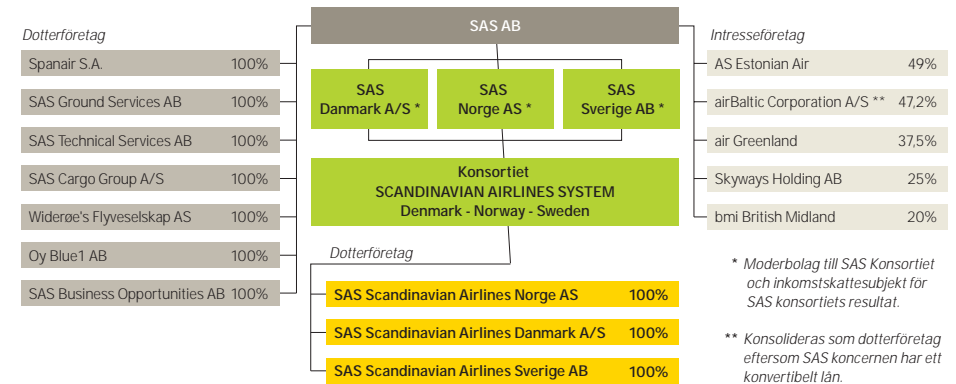 SAS AB
Dotterföretag
Spanair S.A. 100%
SAS Ground Services AB 100%
SAS Technical Services AB 100%
SAS Cargo Group A/S 100%
Widerøe's Flyveselskap AS 100%
Oy Blue1 AB 100%
SAS Business Opportunities AB 100%
SAS
Danmark A/S *
SAS
Norge AS *
SAS
Sverige AB *
Konsortiet
SCANDINAVIAN AIRLINES SYSTEM
Denmark - Norway - Sweden
Dotterföretag
SAS Scandinavian Airlines Norge AS 100%
SAS Scandinavian Airlines Danmark A/S 100%
SAS Scandinavian Airlines Sverige AB 100%
Intresseföretag
AS Estonian Air 49%
airBaltic Corporation A/S ** 47,2%
air Greenland 37,5%
Skyways Holding AB 25%
bmi British Midland 20%
* Moderbolag till SAS Konsortiet
och inkomstskattesubjekt för
SAS konsortiets resultat.
** Konsolideras som dotterföretag
eftersom SAS koncernen har ett
konvertibelt lån.